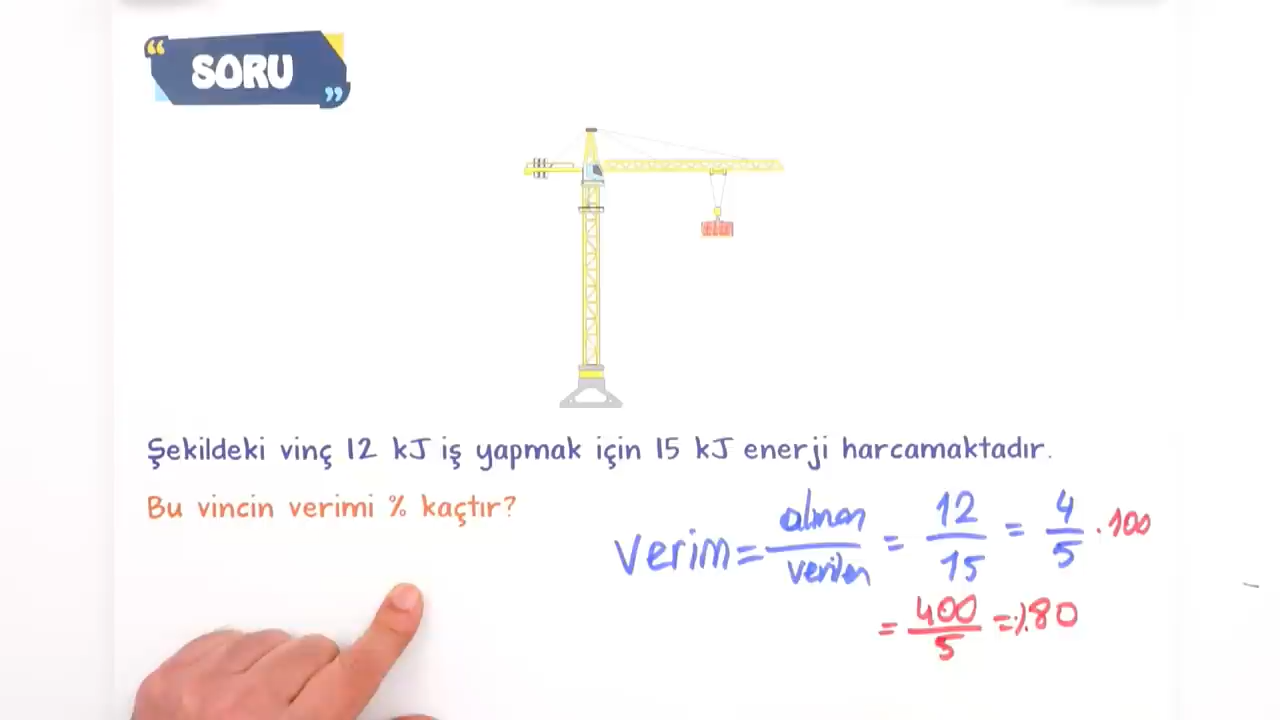 SORU
Şekildeki vinç 12 kJ iş yapmak için 15 kJ enerji harcamaktadır.
Bu vincin verimi % kaçtır?
verim = alınan / verilen = 12 / 15 = 4 / 5 · 100
= 400 / 5 = %80